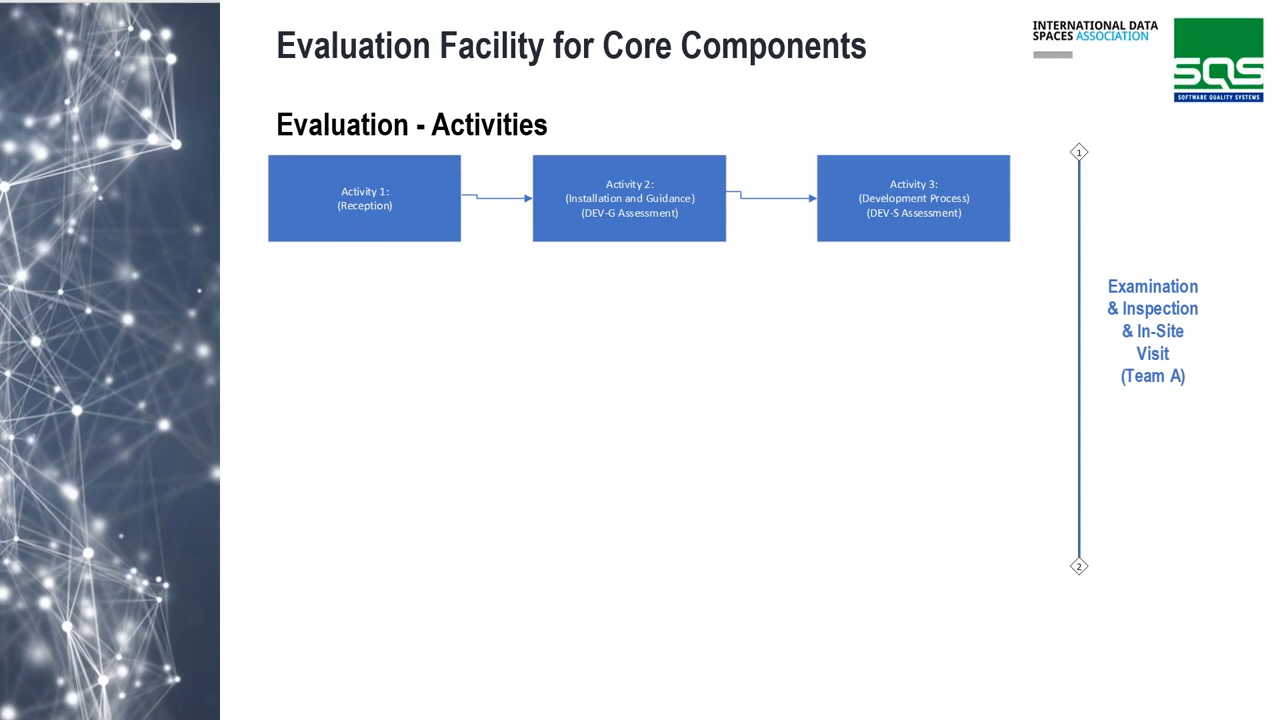 Evaluation Facility for Core Components
INTERNATIONAL DATA
SPACES ASSOCIATION
SQS
SOFTWARE QUALITY SYSTEMS
Evaluation - Activities
Activity 1:
(Reception)
Activity 2:
(Installation and Guidance)
(DEV-G Assessment)
Activity 3:
(Development Process)
(DEV-S Assessment)
1
Examination
& Inspection
& In-Site
Visit
(Team A)
2